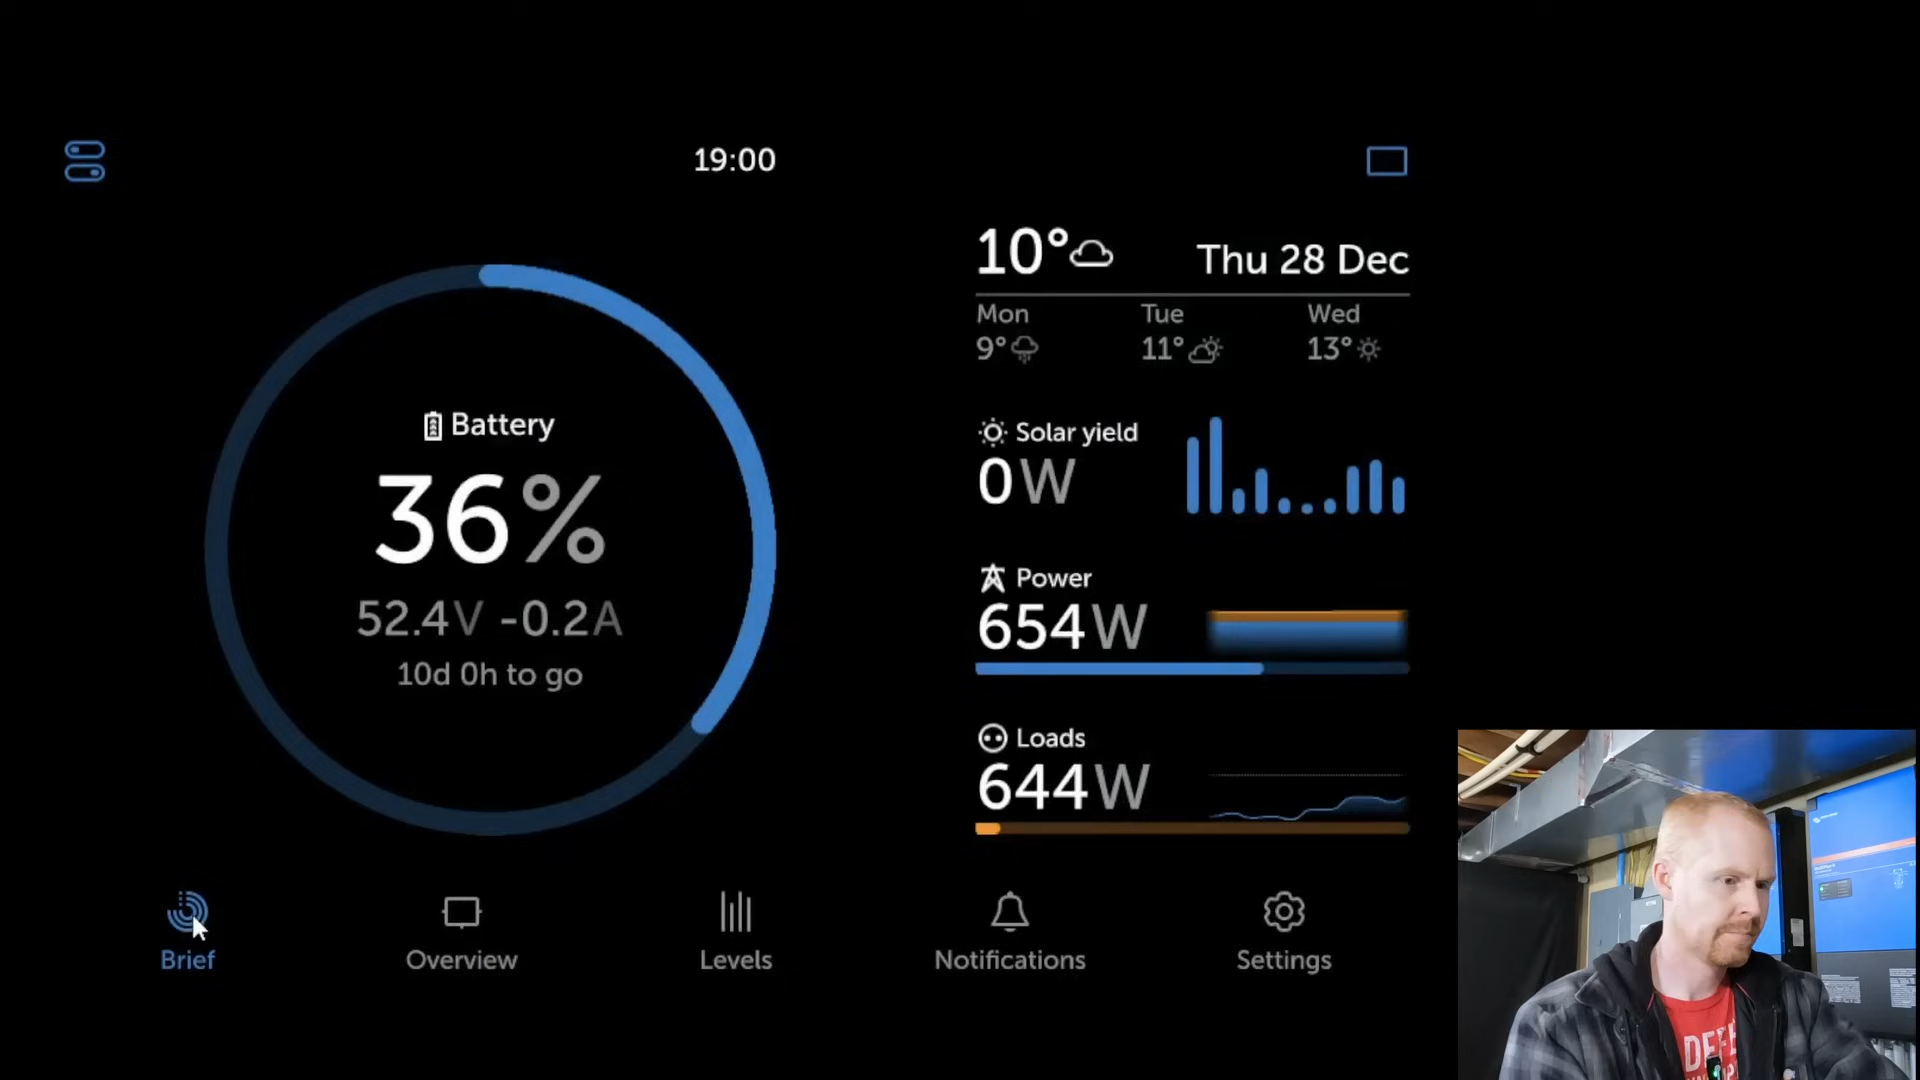 19:00
10°
Thu 28 Dec
Mon
Tue
Wed
9°
11°
13°
Battery
36%
52.4V -0.2A
10d 0h to go
Solar yield
0W
Power
654W
Loads
644W
Brief
Overview
Levels
Notifications
Settings